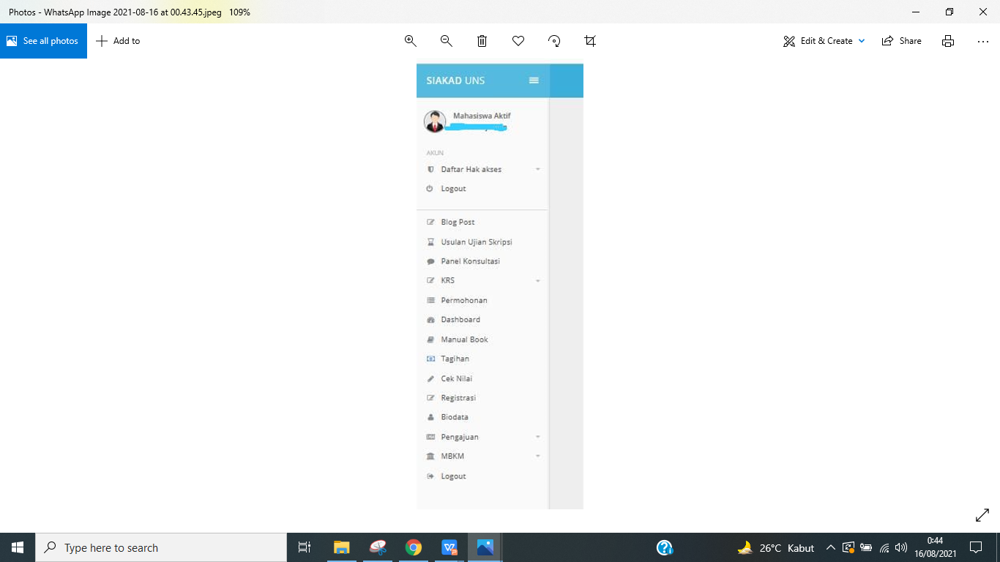 Photos - WhatsApp Image 2021-08-16 at 00.43.45.jpeg 109%
See all photos
Add to
Edit & Create
Share
SIAKAD UNS
Mahasiswa Aktif
AKUN
Daftar Hak akses
Logout
Blog Post
Usulan Ujian Skripsi
Panel Konsultasi
KRS
Permohonan
Dashboard
Manual Book
Tagihan
Cek Nilai
Registrasi
Biodata
Pengajuan
MBKM
Logout
Type here to search
26°C Kabut
0:44
16/08/2021